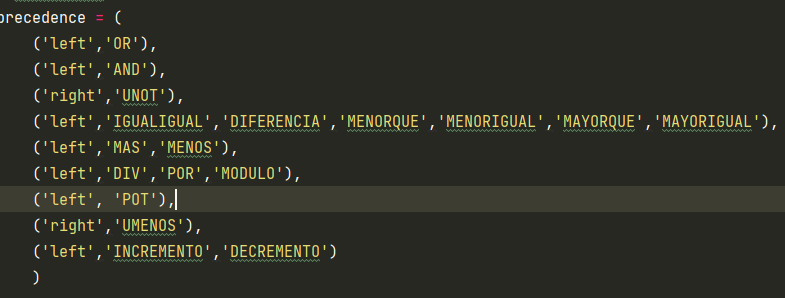 precedence = (
    ('left','OR'),
    ('left','AND'),
    ('right','UNOT'),
    ('left','IGUALIGUAL','DIFERENCIA','MENORQUE','MENORIGUAL','MAYORQUE','MAYORIGUAL'),
    ('left','MAS','MENOS'),
    ('left','DIV','POR','MODULO'),
    ('left', 'POT'),
    ('right','UMENOS'),
    ('left','INCREMENTO','DECREMENTO')
    )